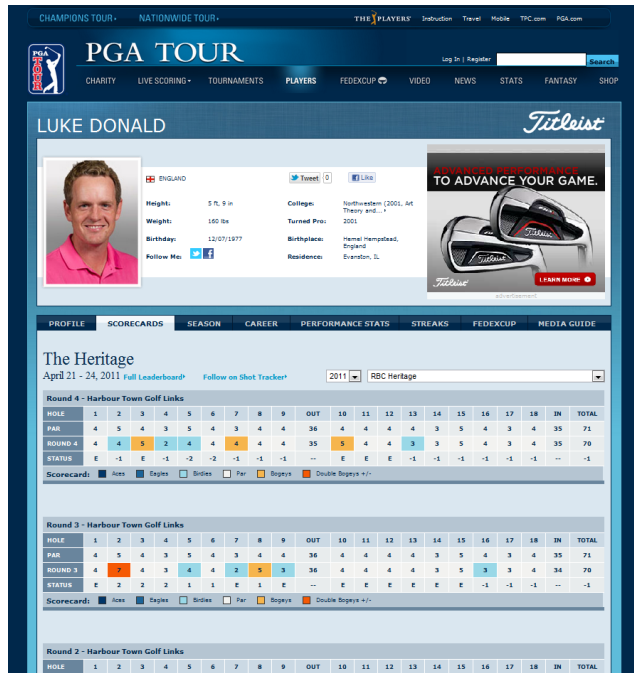 CHAMPIONS TOUR NATIONWIDE TOUR THE PLAYERS Instruction Travel Mobile TPC.com PGA.com
PGA TOUR
PGA TOUR
Log In | Register Search
CHARITY LIVE SCORING TOURNAMENTS PLAYERS FEDEXCUP VIDEO NEWS STATS FANTASY SHOP
LUKE DONALD Titleist
ENGLAND Tweet 0 Like
Height: 5 ft, 9 in College: Northwestern (2001, Art Theory and...
Weight: 160 lbs Turned Pro: 2001
Birthday: 12/07/1977 Birthplace: Hemel Hempstead, England
Follow Me: Residence: Evanston, IL
ADVANCED PERFORMANCE
TO ADVANCE YOUR GAME.
Titleist
Titleist LEARN MORE
advertisement
PROFILE SCORECARDS SEASON CAREER PERFORMANCE STATS STREAKS FEDEXCUP MEDIA GUIDE
The Heritage
April 21 - 24, 2011 Full Leaderboard Follow on Shot Tracker 2011 RBC Heritage
Round 4 - Harbour Town Golf Links
HOLE 1 2 3 4 5 6 7 8 9 OUT 10 11 12 13 14 15 16 17 18 IN TOTAL
PAR 4 5 4 3 5 4 3 4 4 36 4 4 4 4 3 5 4 3 4 35 71
ROUND 4 4 4 5 2 4 4 4 4 4 35 5 4 4 3 3 5 4 3 4 35 70
STATUS E -1 E -1 -2 -2 -1 -1 -1 -- E E E -1 -1 -1 -1 -1 -1 -- -1
Scorecard: Aces Eagles Birdies Par Bogeys Double Bogeys +/-
Round 3 - Harbour Town Golf Links
HOLE 1 2 3 4 5 6 7 8 9 OUT 10 11 12 13 14 15 16 17 18 IN TOTAL
PAR 4 5 4 3 5 4 3 4 4 36 4 4 4 4 3 5 4 3 4 35 71
ROUND 3 4 7 4 3 4 4 2 5 3 36 4 4 4 4 3 5 3 3 4 34 70
STATUS E 2 2 2 1 1 E 1 E -- E E E E E E -1 -1 -1 -- -1
Scorecard: Aces Eagles Birdies Par Bogeys Double Bogeys +/-
Round 2 - Harbour Town Golf Links
HOLE 1 2 3 4 5 6 7 8 9 OUT 10 11 12 13 14 15 16 17 18 IN TOTAL